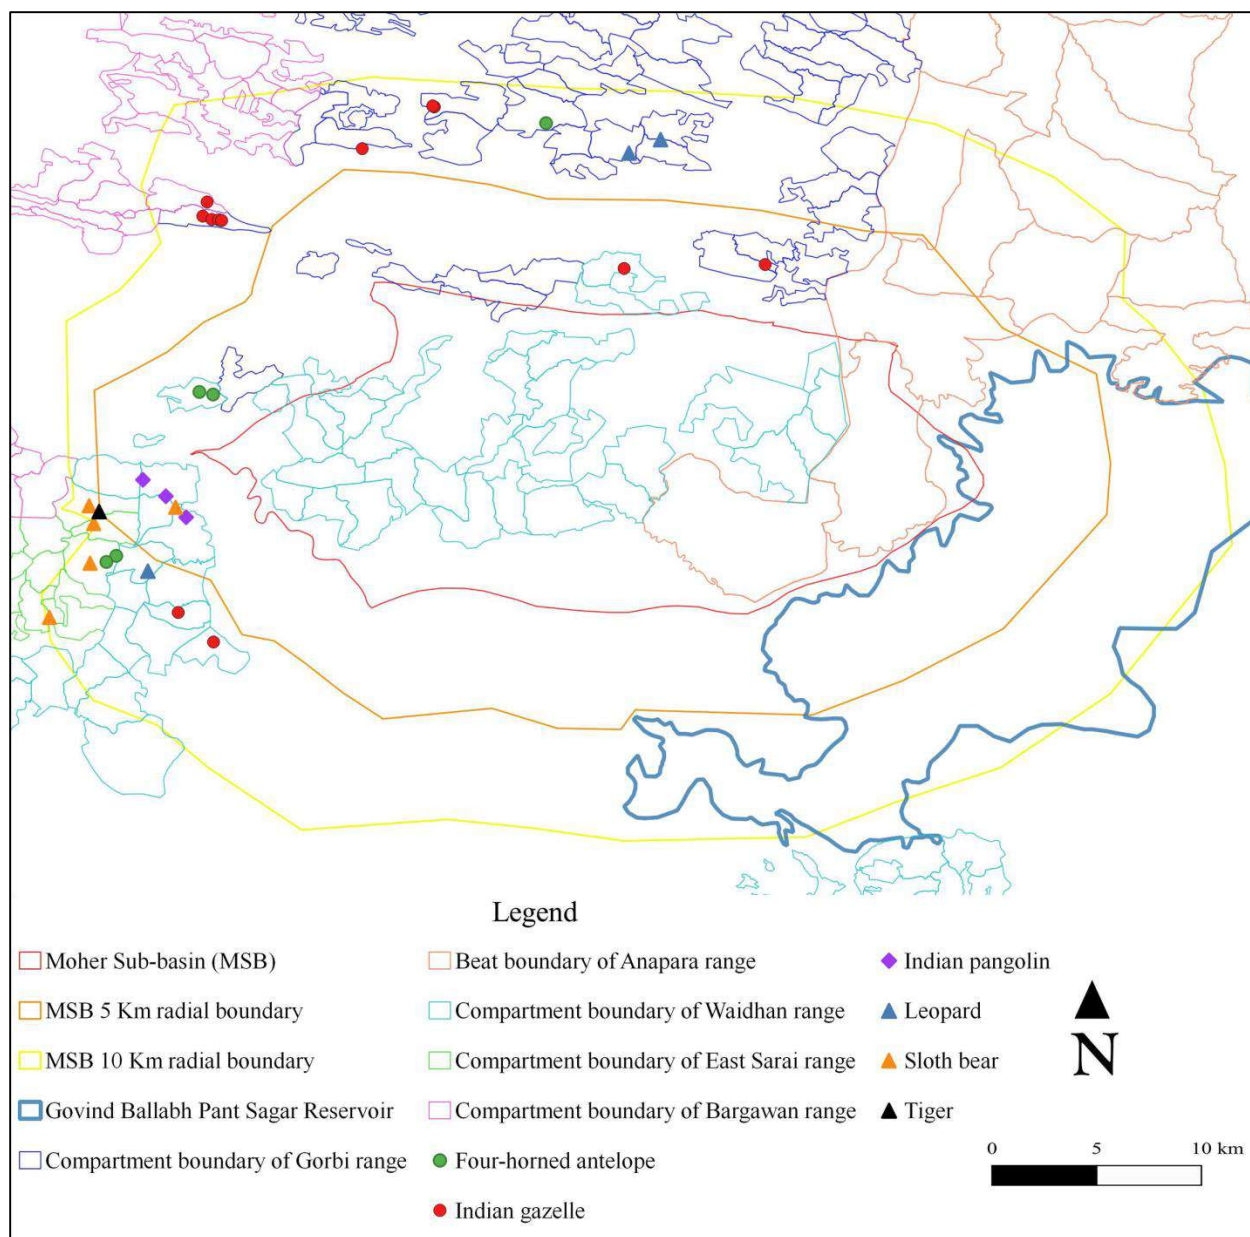 Legend
Moher Sub-basin (MSB)
MSB 5 Km radial boundary
MSB 10 Km radial boundary
Govind Ballabh Pant Sagar Reservoir
Compartment boundary of Gorbi range
Beat boundary of Anapara range
Compartment boundary of Waidhan range
Compartment boundary of East Sarai range
Compartment boundary of Bargawan range
Four-horned antelope
Indian gazelle
Indian pangolin
Leopard
Sloth bear
Tiger
N
0 5 10 km